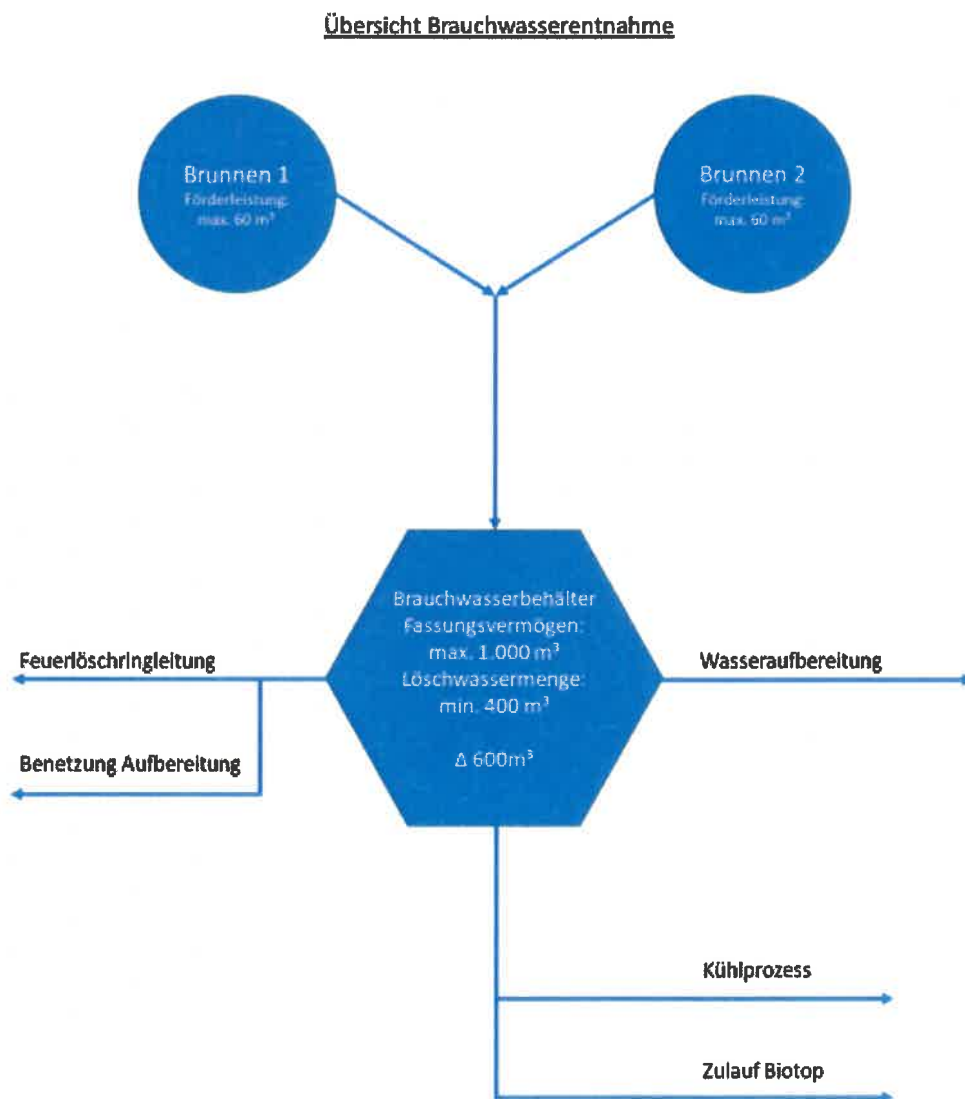 Übersicht Brauchwasserentnahme
Brunnen 1
Förderleistung:
max. 60 m³
Brunnen 2
Förderleistung:
max. 60 m³
Brauchwasserbehälter
Fassungsvermögen:
max. 1.000 m³
Löschwassermenge:
min. 400 m³
Δ 600m³
Feuerlöschringleitung
Benetzung Aufbereitung
Wasseraufbereitung
Kühlprozess
Zulauf Biotop